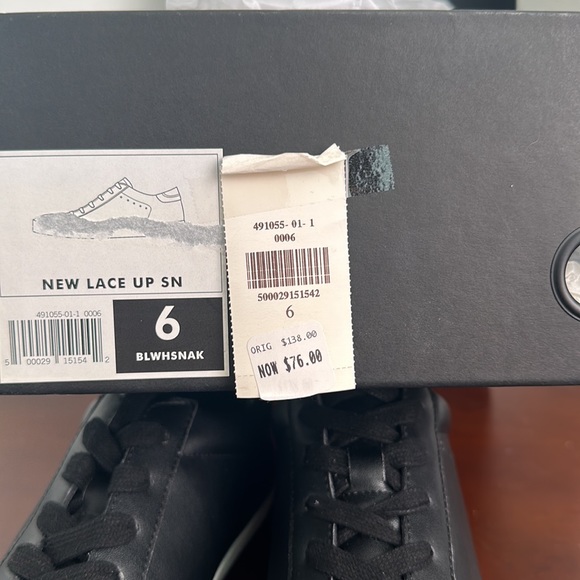 NEW LACE UP SN
491055-01-1 0006
5 00029 15154 2
6
BLWHSNAK
491055- 01- 1
0006
500029151542
6
ORIG $138.00
NOW $76.00